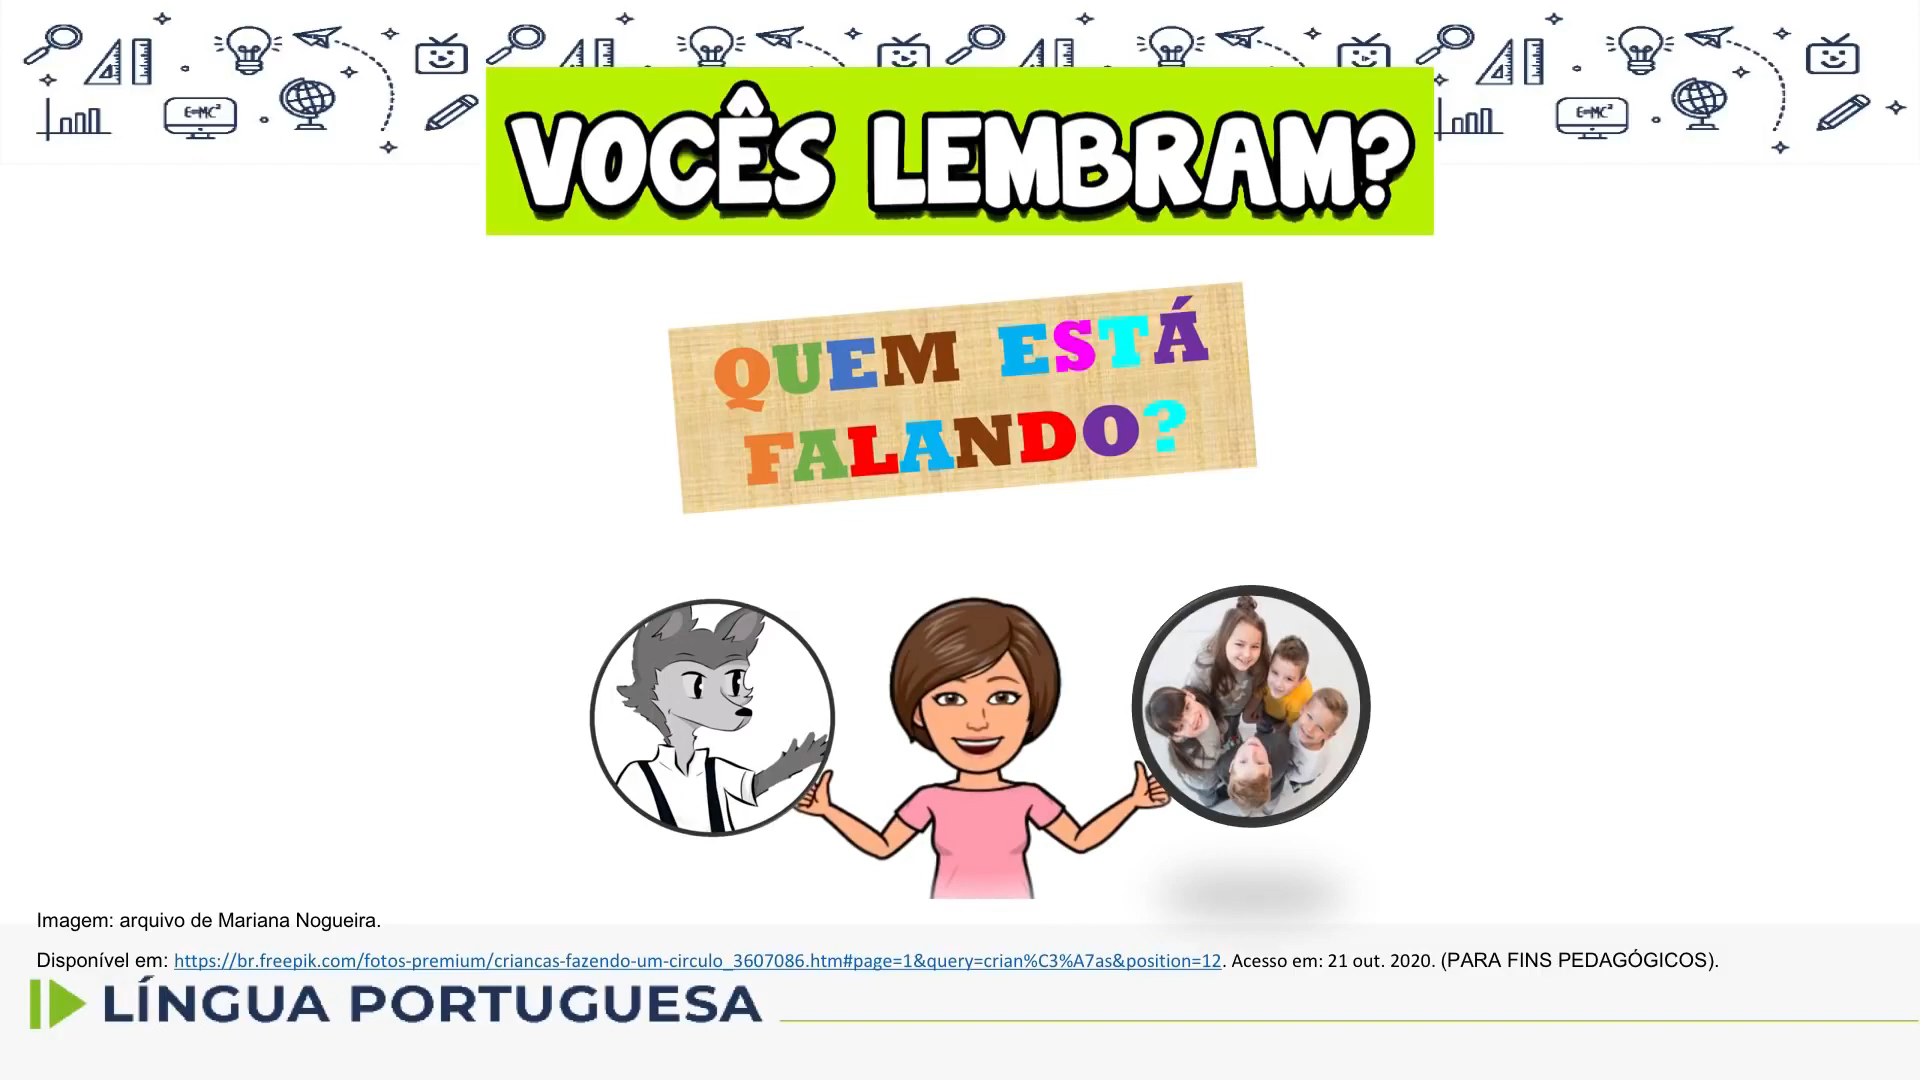 E=MC²
E=MC²
VOCÊS LEMBRAM?
QUEM ESTÁ
FALANDO?
Imagem: arquivo de Mariana Nogueira.
Disponível em: https://br.freepik.com/fotos-premium/criancas-fazendo-um-circulo_3607086.htm#page=1&query=crian%C3%A7as&position=12. Acesso em: 21 out. 2020. (PARA FINS PEDAGÓGICOS).
LÍNGUA PORTUGUESA